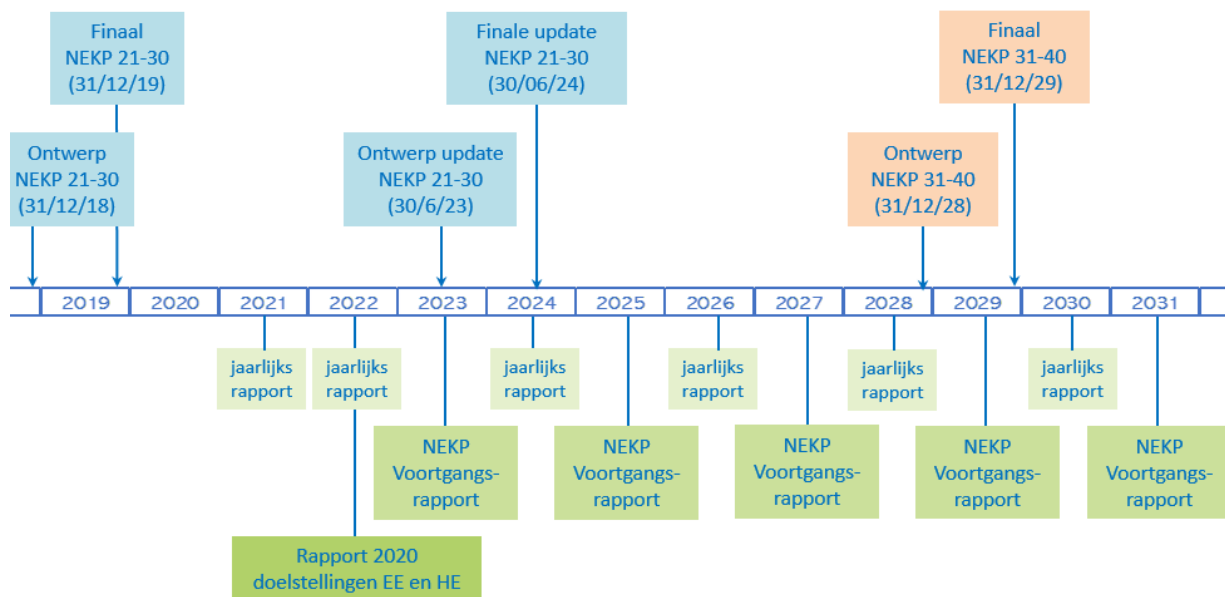 Finaal
NEKP 21-30
(31/12/19)
Finale update
NEKP 21-30
(30/06/24)
Finaal
NEKP 31-40
(31/12/29)
Ontwerp
NEKP 21-30
(31/12/18)
Ontwerp update
NEKP 21-30
(30/6/23)
Ontwerp
NEKP 31-40
(31/12/28)
2019 2020 2021 2022 2023 2024 2025 2026 2027 2028 2029 2030 2031
jaarlijks
rapport
jaarlijks
rapport
jaarlijks
rapport
jaarlijks
rapport
jaarlijks
rapport
jaarlijks
rapport
NEKP
Voortgangs-
rapport
NEKP
Voortgangs-
rapport
NEKP
Voortgangs-
rapport
NEKP
Voortgangs-
rapport
NEKP
Voortgangs-
rapport
Rapport 2020
doelstellingen EE en HE